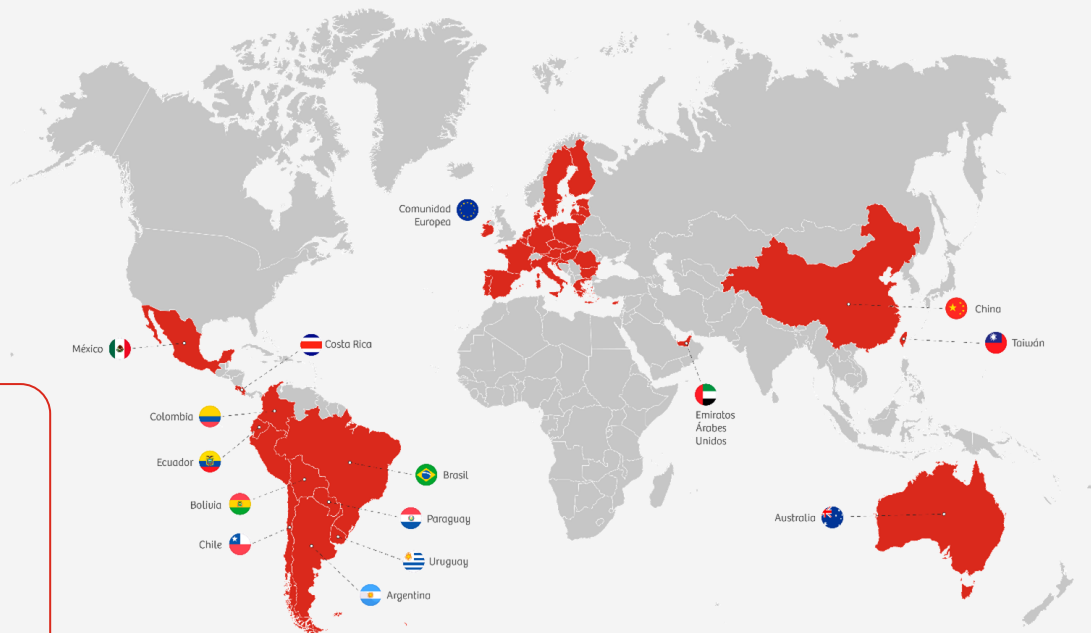 Comunidad
Europea
China
México
Costa Rica
Taiwán
Colombia
Emiratos
Árabes
Unidos
Ecuador
Brasil
Bolivia
Paraguay
Australia
Chile
Uruguay
Argentina